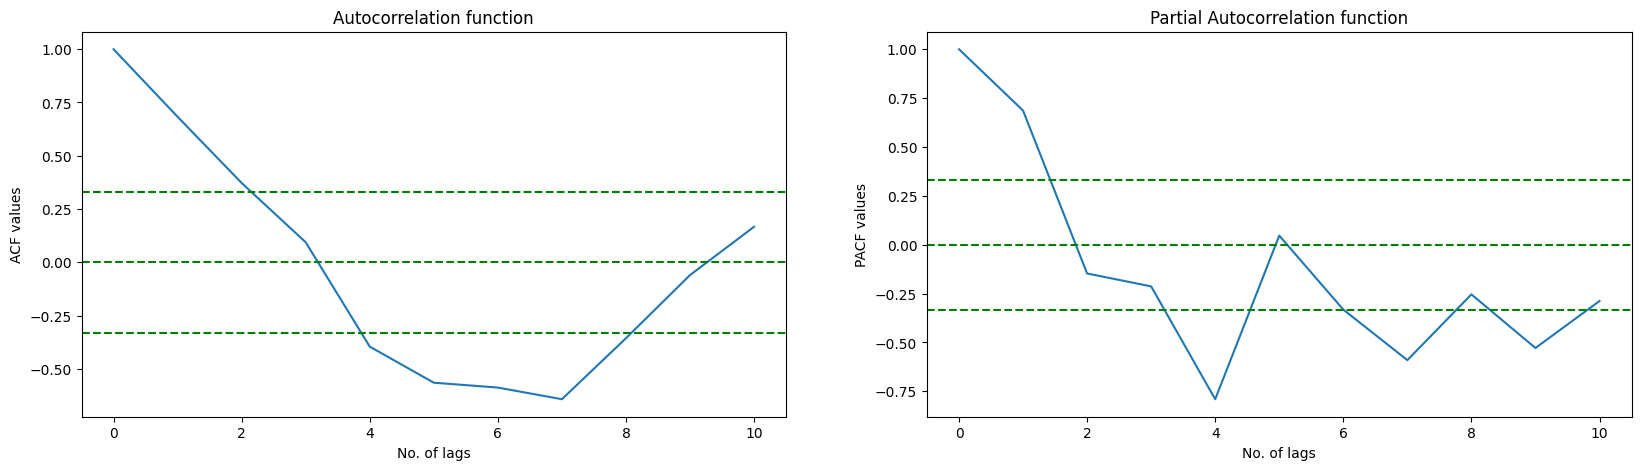 Autocorrelation function
ACF values
1.00
0.75
0.50
0.25
0.00
−0.25
−0.50
0 2 4 6 8 10
No. of lags
Partial Autocorrelation function
PACF values
1.00
0.75
0.50
0.25
0.00
−0.25
−0.50
−0.75
0 2 4 6 8 10
No. of lags